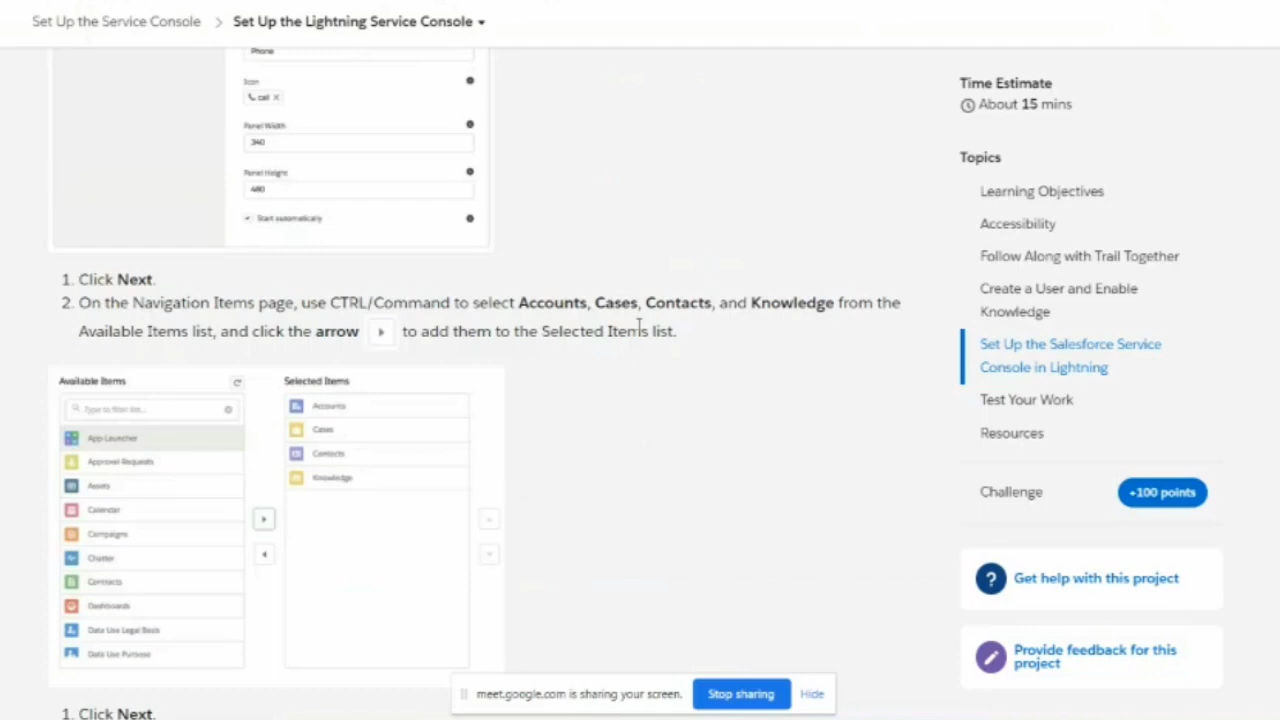 Set Up the Service Console > Set Up the Lightning Service Console
Phone
Icon
call ×
Panel Width
340
Panel Height
480
Start automatically
1. Click Next.
2. On the Navigation Items page, use CTRL/Command to select Accounts, Cases, Contacts, and Knowledge from the
Available Items list, and click the arrow to add them to the Selected Items list.
Available Items
Type to filter list...
App Launcher
Approval Requests
Assets
Calendar
Campaigns
Chatter
Contracts
Dashboards
Data Use Legal Basis
Data Use Purpose
Selected Items
Accounts
Cases
Contacts
Knowledge
1. Click Next.
Time Estimate
About 15 mins
Topics
Learning Objectives
Accessibility
Follow Along with Trail Together
Create a User and Enable
Knowledge
Set Up the Salesforce Service
Console in Lightning
Test Your Work
Resources
Challenge
+100 points
? Get help with this project
Provide feedback for this
project
meet.google.com is sharing your screen.
Stop sharing
Hide